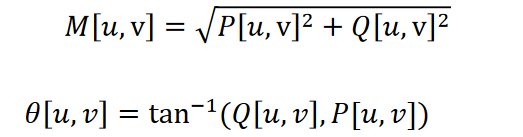 M[u, v] = √P[u, v]² + Q[u, v]²
θ[u, v] = tan⁻¹(Q[u, v], P[u, v])